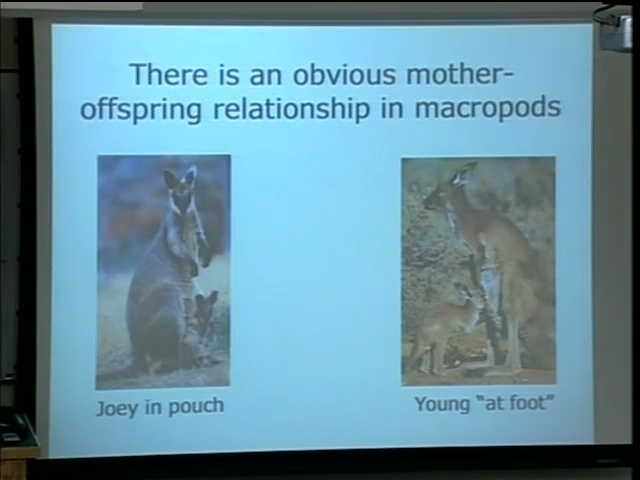 There is an obvious mother-
offspring relationship in macropods
Joey in pouch
Young “at foot”